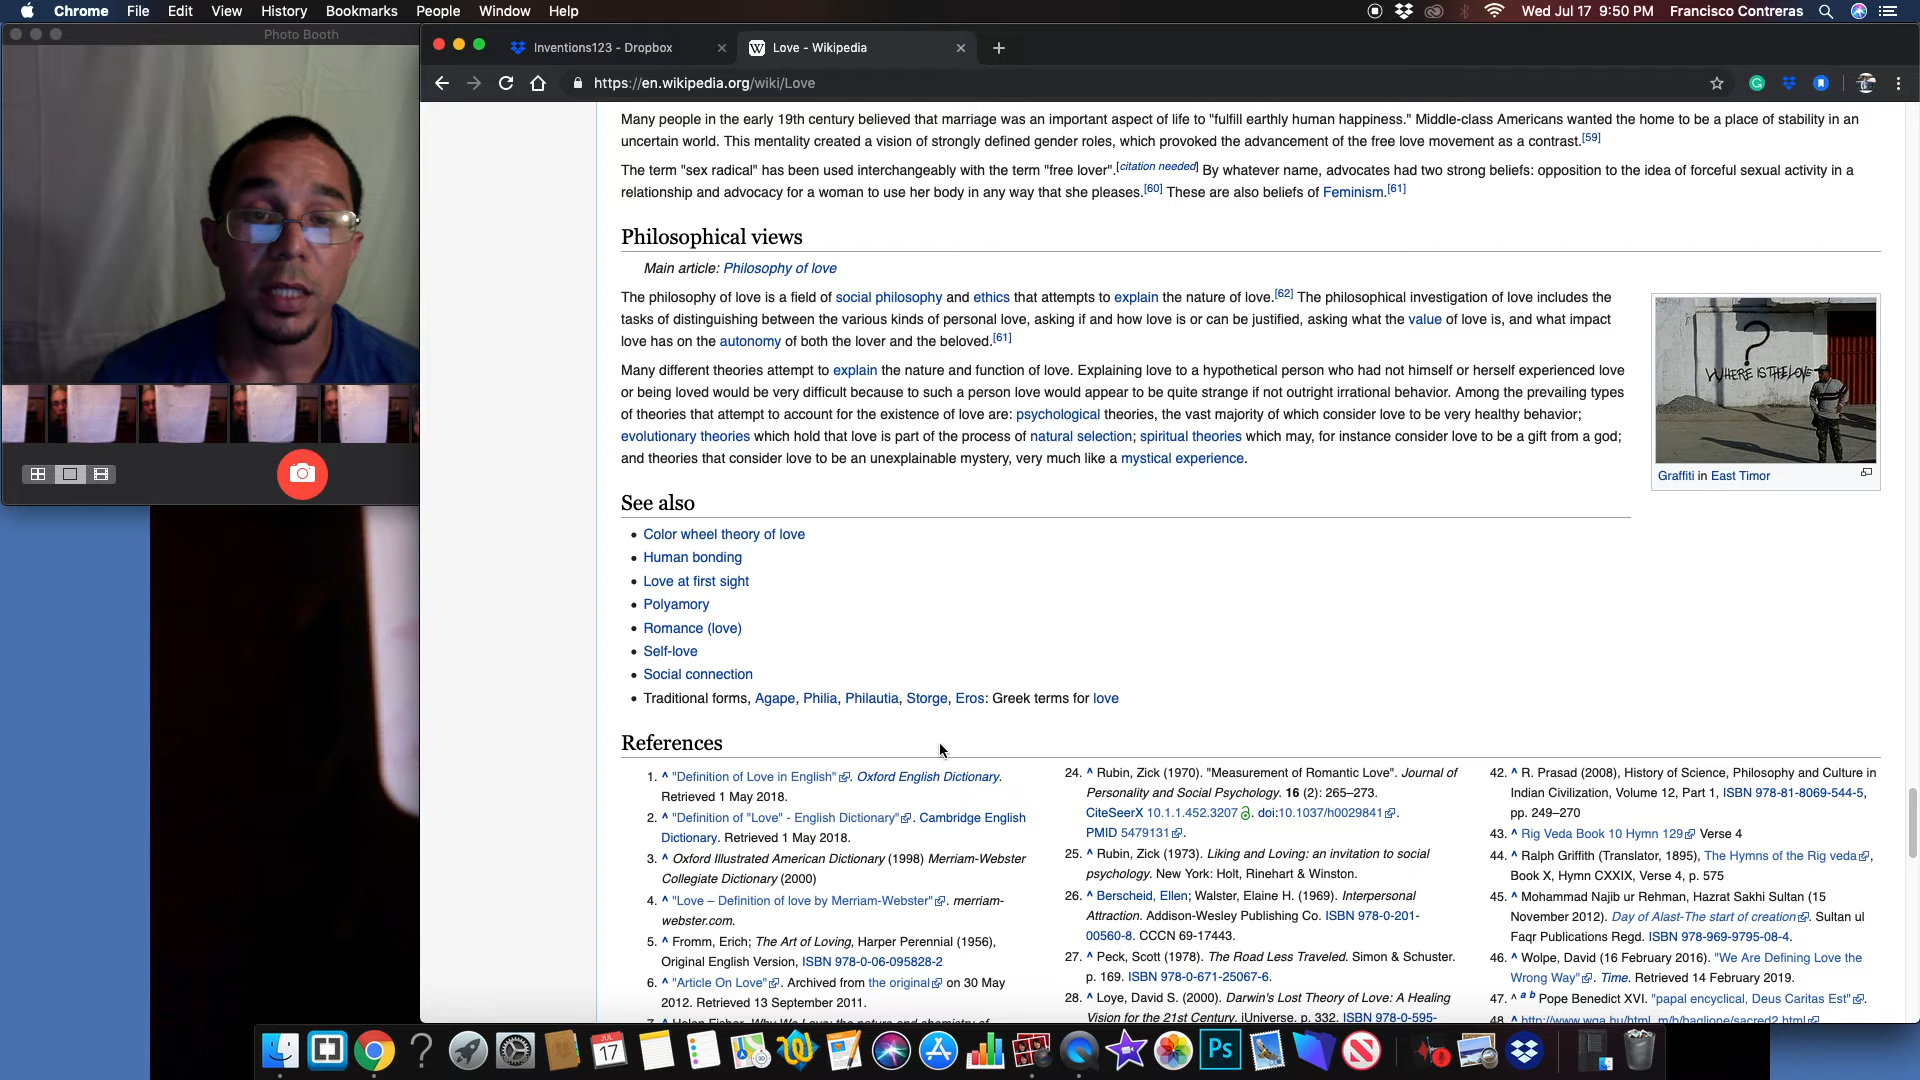 Chrome File Edit View History Bookmarks People Window Help Wed Jul 17 9:50 PM Francisco Contreras
Photo Booth
Inventions123 - Dropbox
Love - Wikipedia
https://en.wikipedia.org/wiki/Love
Many people in the early 19th century believed that marriage was an important aspect of life to "fulfill earthly human happiness." Middle-class Americans wanted the home to be a place of stability in an
uncertain world. This mentality created a vision of strongly defined gender roles, which provoked the advancement of the free love movement as a contrast.[59]
The term "sex radical" has been used interchangeably with the term "free lover".[citation needed] By whatever name, advocates had two strong beliefs: opposition to the idea of forceful sexual activity in a
relationship and advocacy for a woman to use her body in any way that she pleases.[60] These are also beliefs of Feminism.[61]
Philosophical views
Main article: Philosophy of love
The philosophy of love is a field of social philosophy and ethics that attempts to explain the nature of love.[62] The philosophical investigation of love includes the
tasks of distinguishing between the various kinds of personal love, asking if and how love is or can be justified, asking what the value of love is, and what impact
love has on the autonomy of both the lover and the beloved.[61]
Many different theories attempt to explain the nature and function of love. Explaining love to a hypothetical person who had not himself or herself experienced love
or being loved would be very difficult because to such a person love would appear to be quite strange if not outright irrational behavior. Among the prevailing types
of theories that attempt to account for the existence of love are: psychological theories, the vast majority of which consider love to be very healthy behavior;
evolutionary theories which hold that love is part of the process of natural selection; spiritual theories which may, for instance consider love to be a gift from a god;
and theories that consider love to be an unexplainable mystery, very much like a mystical experience.
?
WHERE IS THE LOVE
Graffiti in East Timor
See also
• Color wheel theory of love
• Human bonding
• Love at first sight
• Polyamory
• Romance (love)
• Self-love
• Social connection
• Traditional forms, Agape, Philia, Philautia, Storge, Eros: Greek terms for love
References
1. ^ "Definition of Love in English". Oxford English Dictionary.
Retrieved 1 May 2018.
2. ^ "Definition of "Love" - English Dictionary". Cambridge English
Dictionary. Retrieved 1 May 2018.
3. ^ Oxford Illustrated American Dictionary (1998) Merriam-Webster
Collegiate Dictionary (2000)
4. ^ "Love – Definition of love by Merriam-Webster". merriam-
webster.com.
5. ^ Fromm, Erich; The Art of Loving, Harper Perennial (1956),
Original English Version, ISBN 978-0-06-095828-2
6. ^ "Article On Love". Archived from the original on 30 May
2012. Retrieved 13 September 2011.
7. ^ Helen Fisher. Why We Love: the nature and chemistry of
24. ^ Rubin, Zick (1970). "Measurement of Romantic Love". Journal of
Personality and Social Psychology. 16 (2): 265–273.
CiteSeerX 10.1.1.452.3207. doi:10.1037/h0029841.
PMID 5479131.
25. ^ Rubin, Zick (1973). Liking and Loving: an invitation to social
psychology. New York: Holt, Rinehart & Winston.
26. ^ Berscheid, Ellen; Walster, Elaine H. (1969). Interpersonal
Attraction. Addison-Wesley Publishing Co. ISBN 978-0-201-
00560-8. CCCN 69-17443.
27. ^ Peck, Scott (1978). The Road Less Traveled. Simon & Schuster.
p. 169. ISBN 978-0-671-25067-6.
28. ^ Loye, David S. (2000). Darwin's Lost Theory of Love: A Healing
Vision for the 21st Century. iUniverse. p. 332. ISBN 978-0-595-
42. ^ R. Prasad (2008), History of Science, Philosophy and Culture in
Indian Civilization, Volume 12, Part 1, ISBN 978-81-8069-544-5,
pp. 249–270
43. ^ Rig Veda Book 10 Hymn 129 Verse 4
44. ^ Ralph Griffith (Translator, 1895), The Hymns of the Rig veda,
Book X, Hymn CXXIX, Verse 4, p. 575
45. ^ Mohammad Najib ur Rehman, Hazrat Sakhi Sultan (15
November 2012). Day of Alast-The start of creation. Sultan ul
Faqr Publications Regd. ISBN 978-969-9795-08-4.
46. ^ Wolpe, David (16 February 2016). "We Are Defining Love the
Wrong Way". Time. Retrieved 14 February 2019.
47. ^ a b Pope Benedict XVI. "papal encyclical, Deus Caritas Est".
48. ^ http://www.wga.hu/html_m/b/baglione/sacred2.html
JUL
17
Ps